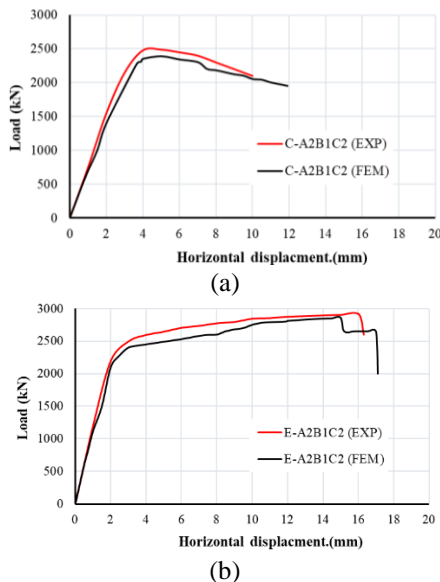 3000
2500
2000
1500
1000
500
0
Load (kN)
C-A2B1C2 (EXP)
C-A2B1C2 (FEM)
0 2 4 6 8 10 12 14 16 18 20
Horizontal displacment.(mm)
(a)
3000
2500
2000
1500
1000
500
0
Load (kN)
E-A2B1C2 (EXP)
E-A2B1C2 (FEM)
0 2 4 6 8 10 12 14 16 18 20
Horizontal displacment.(mm)
(b)